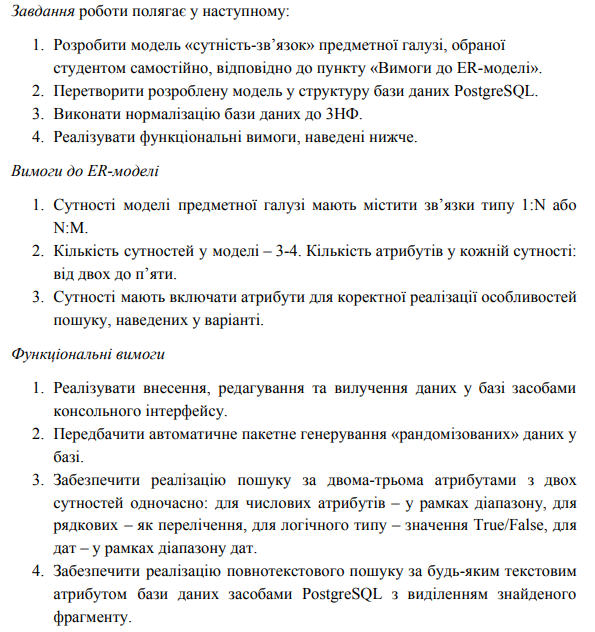 Завдання роботи полягає у наступному:
1. Розробити модель «сутність-зв’язок» предметної галузі, обраної
студентом самостійно, відповідно до пункту «Вимоги до ER-моделі».
2. Перетворити розроблену модель у структуру бази даних PostgreSQL.
3. Виконати нормалізацію бази даних до 3НФ.
4. Реалізувати функціональні вимоги, наведені нижче.
Вимоги до ER-моделі
1. Сутності моделі предметної галузі мають містити зв’язки типу 1:N або
N:M.
2. Кількість сутностей у моделі – 3-4. Кількість атрибутів у кожній сутності:
від двох до п’яти.
3. Сутності мають включати атрибути для коректної реалізації особливостей
пошуку, наведених у варіанті.
Функціональні вимоги
1. Реалізувати внесення, редагування та вилучення даних у базі засобами
консольного інтерфейсу.
2. Передбачити автоматичне пакетне генерування «рандомізованих» даних у
базі.
3. Забезпечити реалізацію пошуку за двома-трьома атрибутами з двох
сутностей одночасно: для числових атрибутів – у рамках діапазону, для
рядкових – як перелічення, для логічного типу – значення True/False, для
дат – у рамках діапазону дат.
4. Забезпечити реалізацію повнотекстового пошуку за будь-яким текстовим
атрибутом бази даних засобами PostgreSQL з виділенням знайденого
фрагменту.